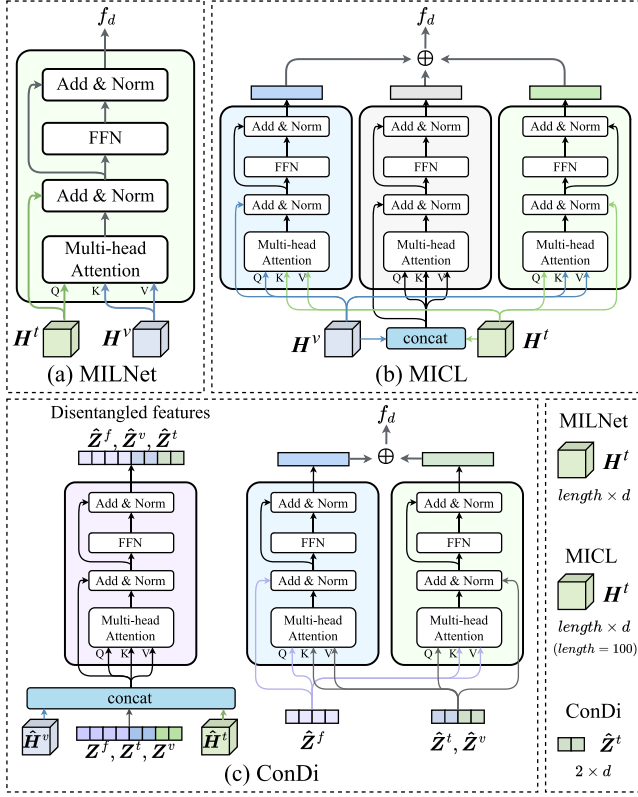 f_d
Add & Norm
FFN
Add & Norm
Multi-head
Attention
Q K V
H^t H^v
(a) MILNet
f_d
⊕
Add & Norm
FFN
Add & Norm
Multi-head
Attention
Q K V
Add & Norm
FFN
Add & Norm
Multi-head
Attention
Q K V
Add & Norm
FFN
Add & Norm
Multi-head
Attention
Q K V
H^v concat H^t
(b) MICL
Disentangled features
Ẑ^f, Ẑ^v, Ẑ^t
Add & Norm
FFN
Add & Norm
Multi-head
Attention
Q K V
concat
Ĥ^v Z^f, Z^t, Z^v Ĥ^t
f_d
⊕
Add & Norm
FFN
Add & Norm
Multi-head
Attention
Q K V
Add & Norm
FFN
Add & Norm
Multi-head
Attention
Q K V
Ẑ^f Ẑ^t, Ẑ^v
(c) ConDi
MILNet
H^t
length × d
MICL
H^t
length × d
(length = 100)
ConDi
Ẑ^t
2 × d